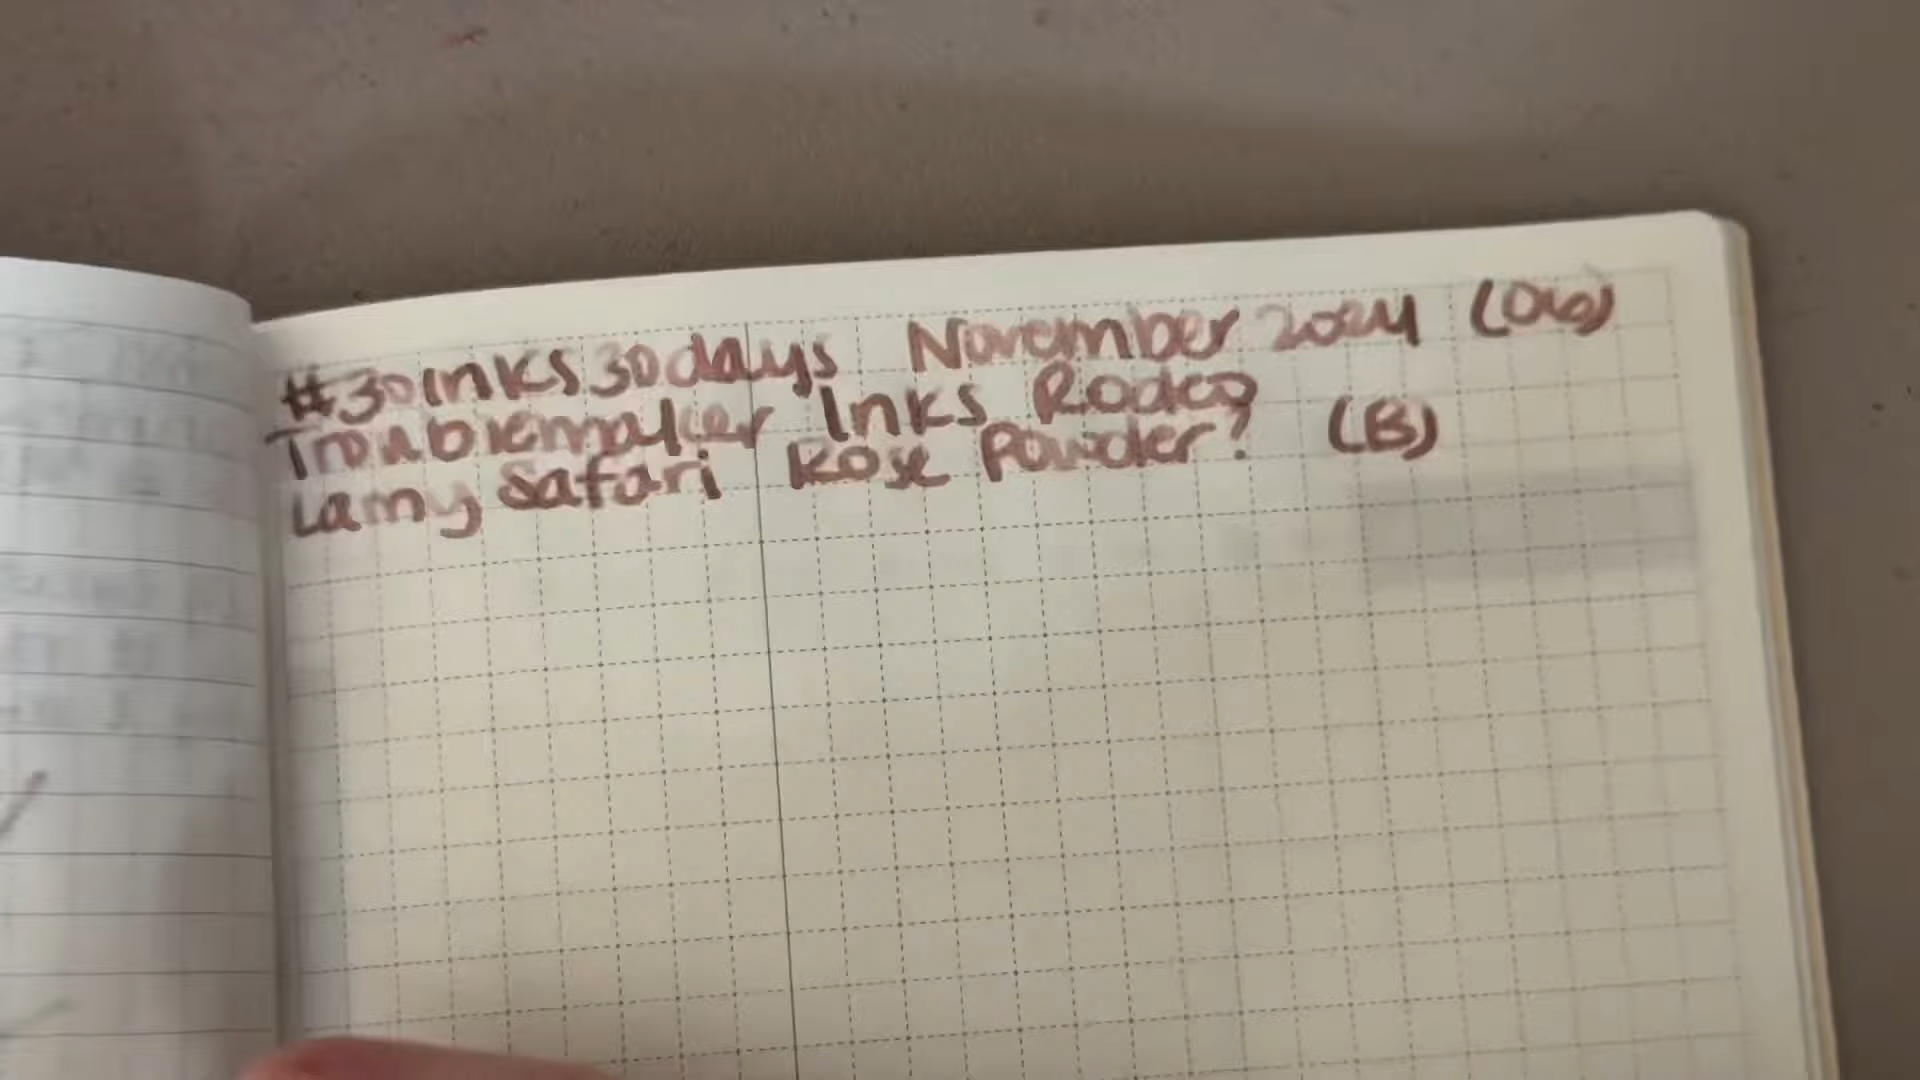 #30inks30days November 2024 (06)
Troublemaker Inks Rodeo
Lamy Safari Rose Powder? (B)